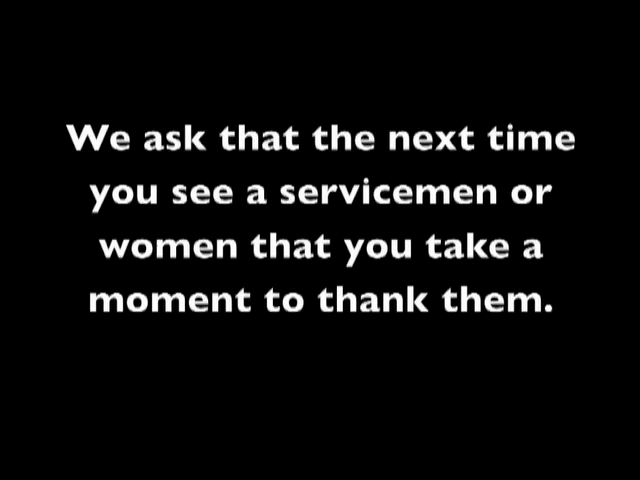 We ask that the next time
you see a servicemen or
women that you take a
moment to thank them.